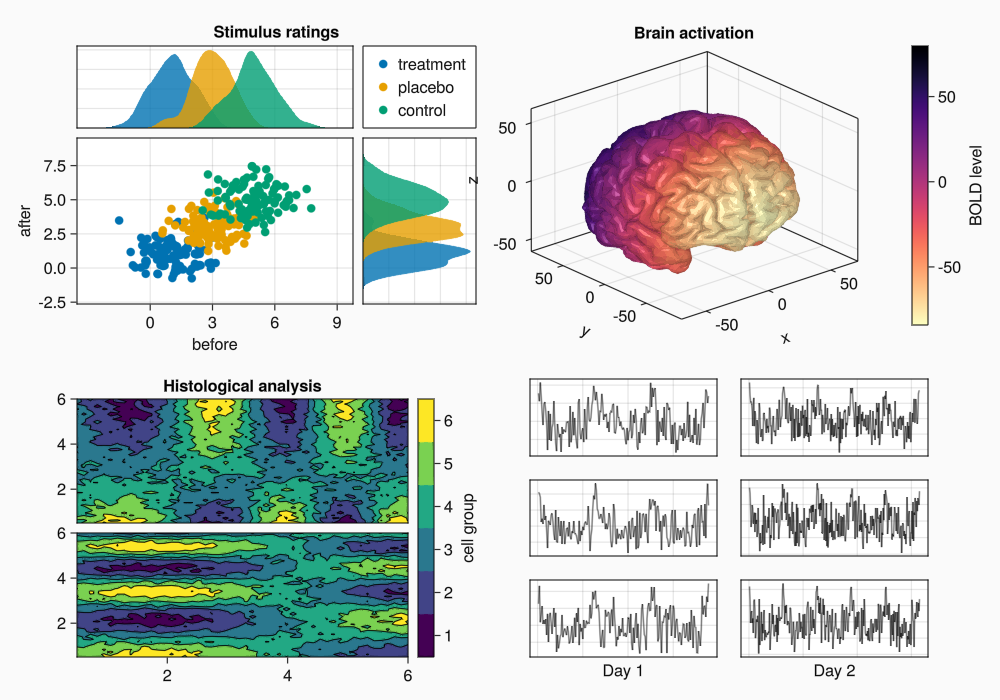 Stimulus ratings
treatment
placebo
control
7.5
5.0
2.5
0.0
-2.5
after
0 3 6 9
before
Brain activation
z
50
0
-50
50
0
-50
y
-50
0
50
x
50
0
-50
BOLD level
Histological analysis
6
4
2
6
4
2
2 4 6
6
5
4
3
2
1
cell group
Day 1
Day 2